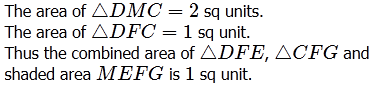 The area of △DMC = 2 sq units.
The area of △DFC = 1 sq unit.
Thus the combined area of △DFE, △CFG and
shaded area MEFG is 1 sq unit.